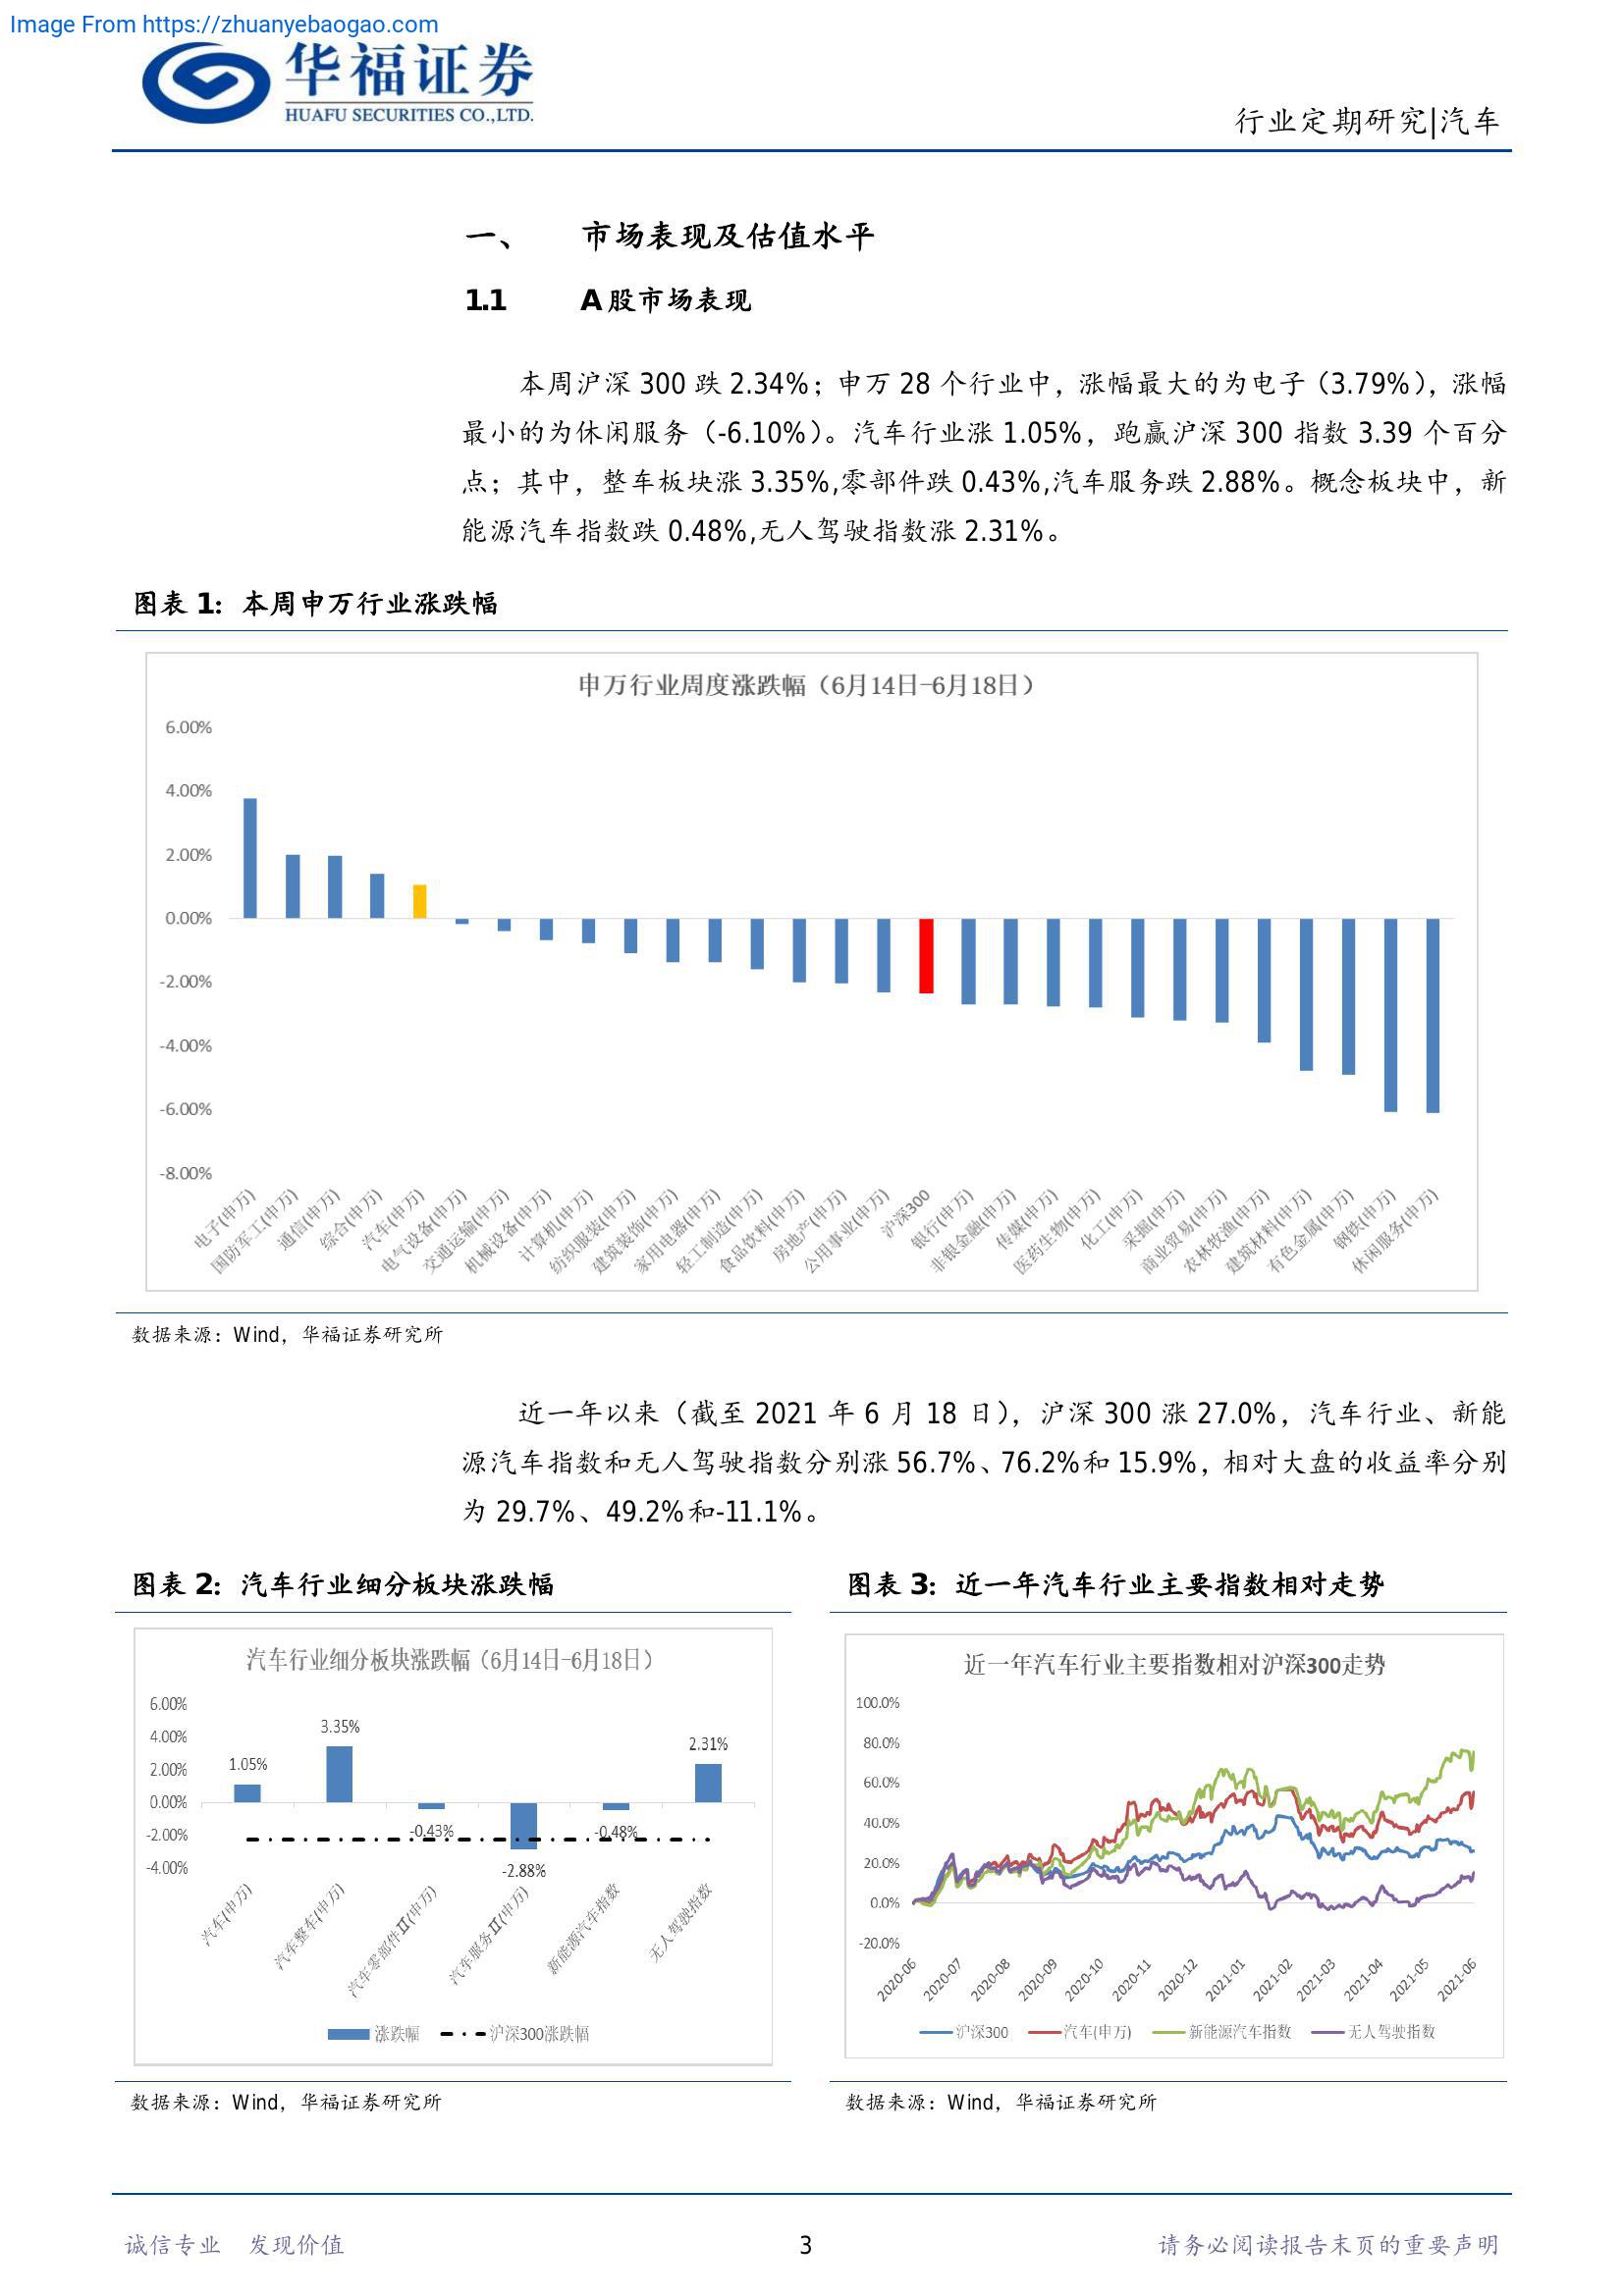 Image From https://zhuanyebaogao.com
华福证券
HUAFU SECURITIES CO.,LTD.
行业定期研究|汽车
一、 市场表现及估值水平
1.1 A股市场表现
本周沪深 300 跌 2.34%；申万 28 个行业中，涨幅最大的为电子（3.79%），涨幅
最小的为休闲服务（-6.10%）。汽车行业涨 1.05%，跑赢沪深 300 指数 3.39 个百分
点；其中，整车板块涨 3.35%,零部件跌 0.43%,汽车服务跌 2.88%。概念板块中，新
能源汽车指数跌 0.48%,无人驾驶指数涨 2.31%。
图表 1：本周申万行业涨跌幅
申万行业周度涨跌幅（6月14日-6月18日）
6.00%
4.00%
2.00%
0.00%
-2.00%
-4.00%
-6.00%
-8.00%
电子(申万)
国防军工(申万)
通信(申万)
综合(申万)
汽车(申万)
电气设备(申万)
交通运输(申万)
机械设备(申万)
计算机(申万)
纺织服装(申万)
建筑装饰(申万)
家用电器(申万)
轻工制造(申万)
食品饮料(申万)
房地产(申万)
公用事业(申万)
沪深300
银行(申万)
非银金融(申万)
传媒(申万)
医药生物(申万)
化工(申万)
采掘(申万)
商业贸易(申万)
农林牧渔(申万)
建筑材料(申万)
有色金属(申万)
钢铁(申万)
休闲服务(申万)
数据来源：Wind，华福证券研究所
近一年以来（截至 2021 年 6 月 18 日），沪深 300 涨 27.0%，汽车行业、新能
源汽车指数和无人驾驶指数分别涨 56.7%、76.2%和 15.9%，相对大盘的收益率分别
为 29.7%、49.2%和-11.1%。
图表 2：汽车行业细分板块涨跌幅
汽车行业细分板块涨跌幅（6月14日-6月18日）
6.00%
4.00%
2.00%
0.00%
-2.00%
-4.00%
1.05%
3.35%
-0.43%
-2.88%
-0.48%
2.31%
汽车(申万)
汽车整车(申万)
汽车零部件Ⅱ(申万)
汽车服务Ⅱ(申万)
新能源汽车指数
无人驾驶指数
涨跌幅 沪深300涨跌幅
数据来源：Wind，华福证券研究所
图表 3：近一年汽车行业主要指数相对走势
近一年汽车行业主要指数相对沪深300走势
100.0%
80.0%
60.0%
40.0%
20.0%
0.0%
-20.0%
2020-06
2020-07
2020-08
2020-09
2020-10
2020-11
2020-12
2021-01
2021-02
2021-03
2021-04
2021-05
2021-06
沪深300 汽车(申万) 新能源汽车指数 无人驾驶指数
数据来源：Wind，华福证券研究所
诚信专业 发现价值
3
请务必阅读报告末页的重要声明